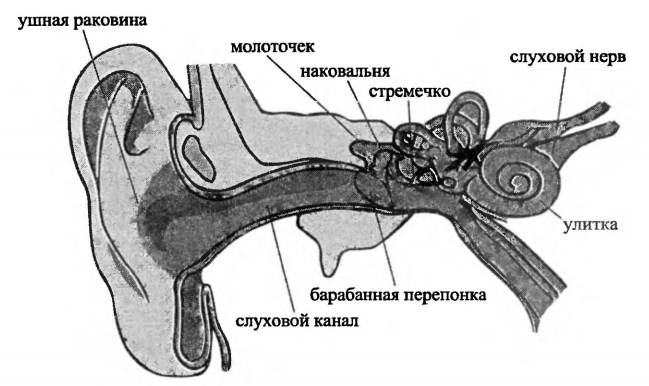 ушная раковина
молоточек
наковальня
стремечко
слуховой нерв
улитка
барабанная перепонка
слуховой канал